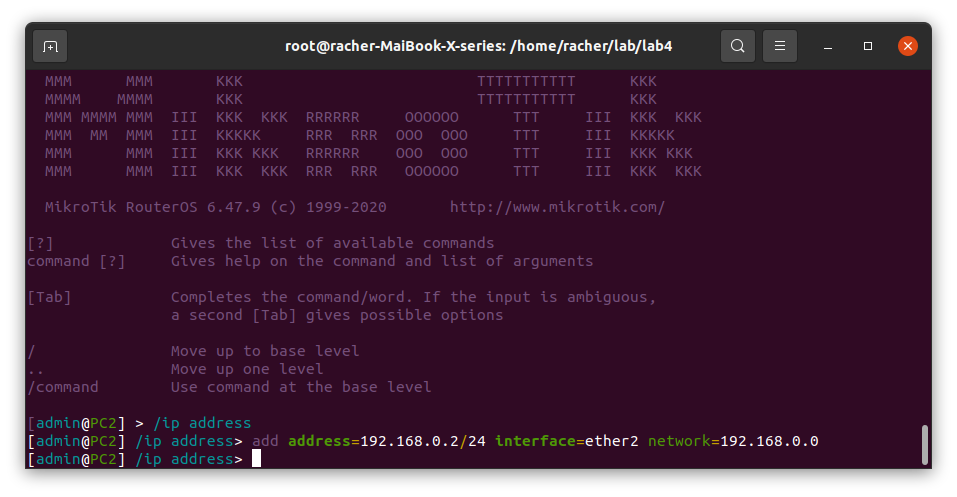 root@racher-MaiBook-X-series: /home/racher/lab/lab4
  MMM      MMM       KKK                          TTTTTTTTTTT      KKK
  MMMM    MMMM       KKK                          TTTTTTTTTTT      KKK
  MMM MMMM MMM  III  KKK  KKK  RRRRRR     OOOOOO      TTT     III  KKK  KKK
  MMM  MM  MMM  III  KKKKK     RRR  RRR  OOO  OOO     TTT     III  KKKKK
  MMM      MMM  III  KKK KKK   RRRRRR    OOO  OOO     TTT     III  KKK KKK
  MMM      MMM  III  KKK  KKK  RRR  RRR   OOOOOO      TTT     III  KKK  KKK
  MikroTik RouterOS 6.47.9 (c) 1999-2020       http://www.mikrotik.com/
[?]             Gives the list of available commands
command [?]     Gives help on the command and list of arguments
[Tab]           Completes the command/word. If the input is ambiguous,
                a second [Tab] gives possible options
/               Move up to base level
..              Move up one level
/command        Use command at the base level
[admin@PC2] > /ip address
[admin@PC2] /ip address> add address=192.168.0.2/24 interface=ether2 network=192.168.0.0
[admin@PC2] /ip address>